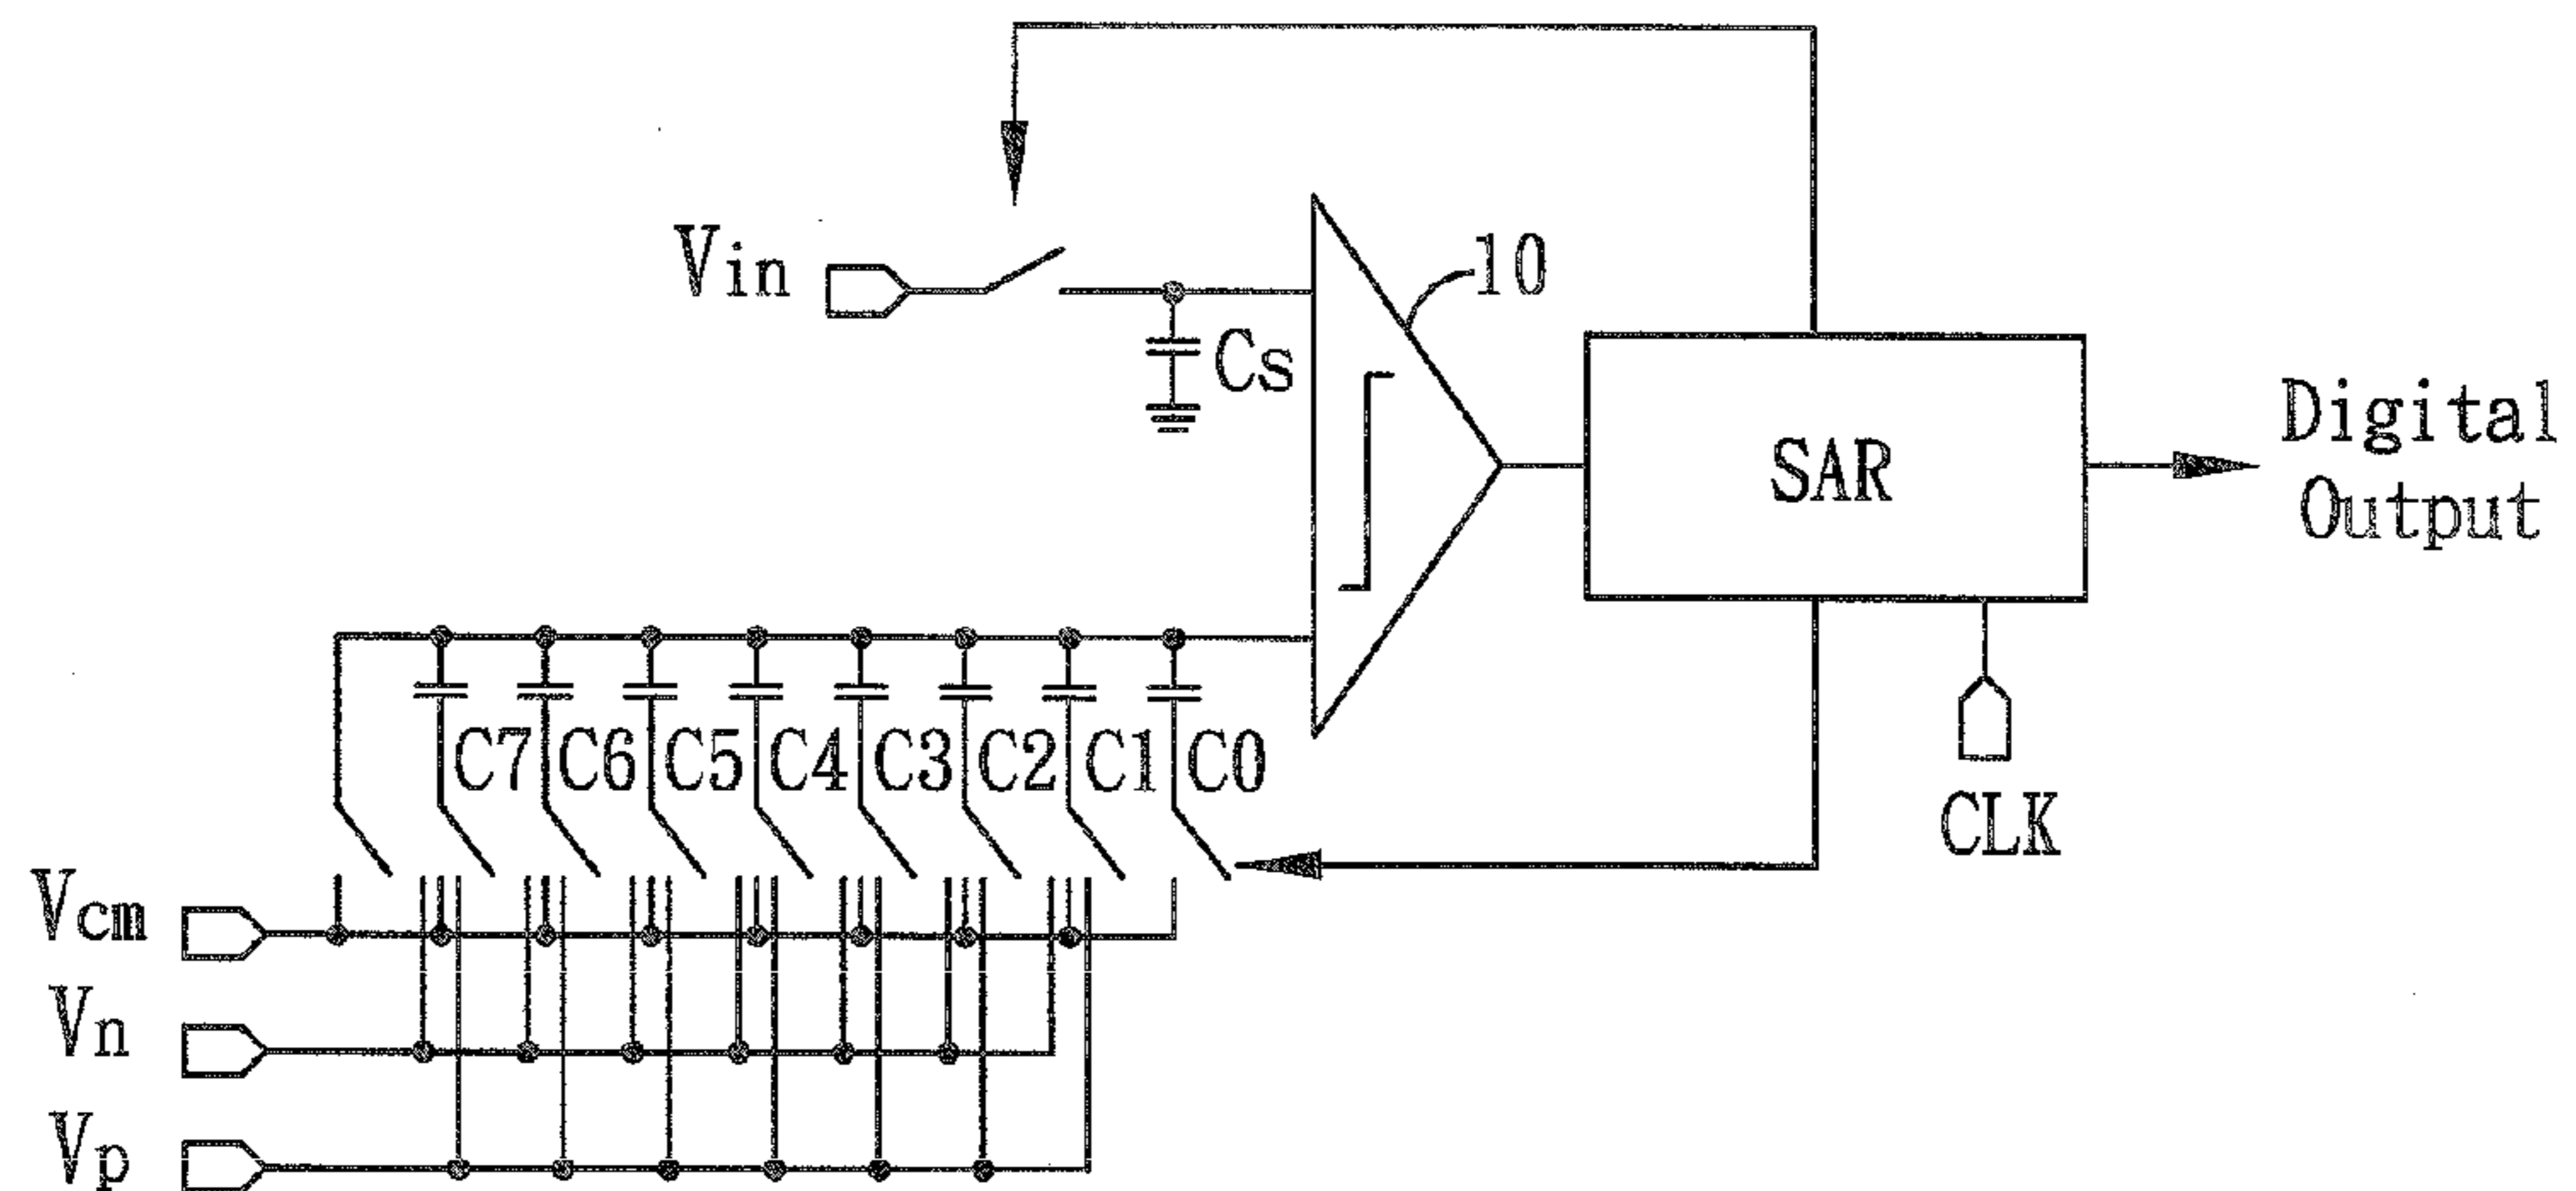 Vin
10
Cs
SAR
Digital
Output
C7 C6 C5 C4 C3 C2 C1 C0
CLK
Vcm
Vn
Vp